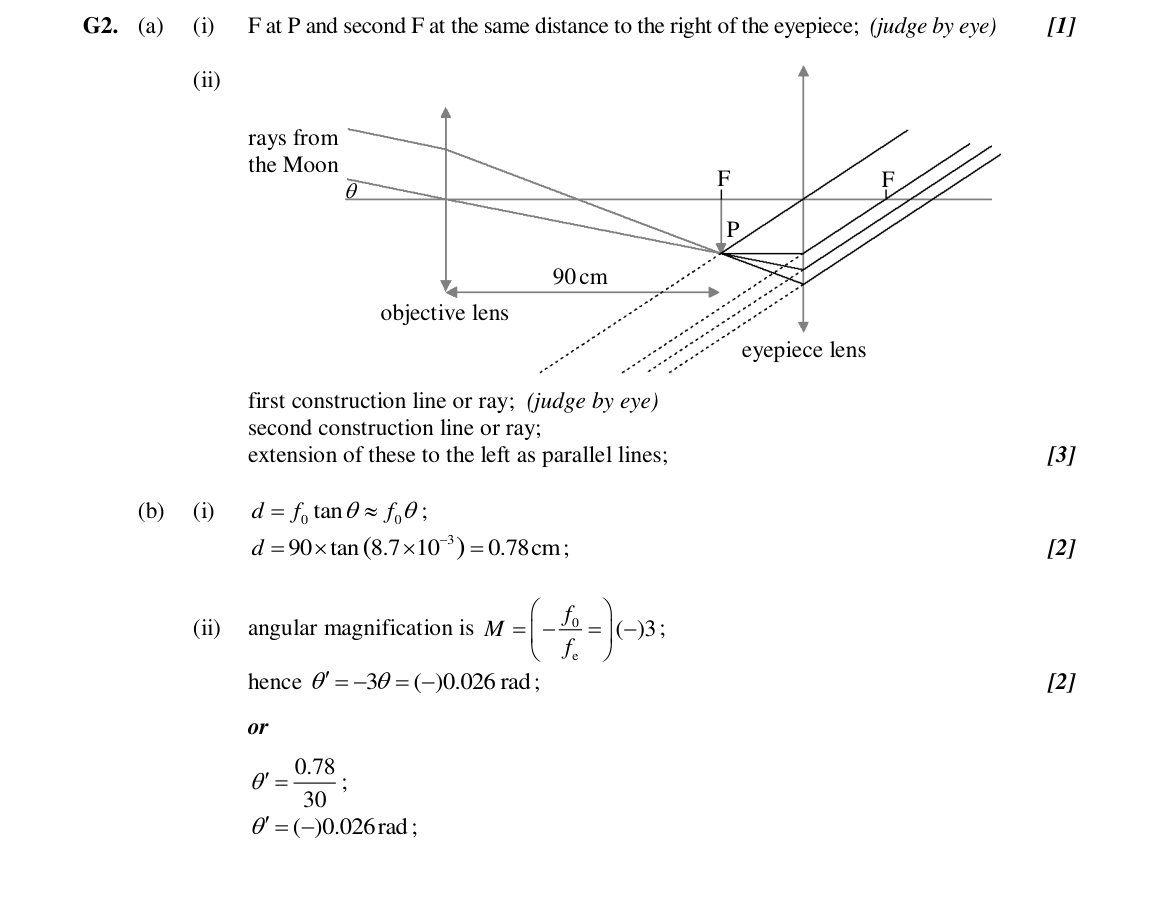 G2. (a) (i) F at P and second F at the same distance to the right of the eyepiece; (judge by eye) [1]
(ii)
rays from
the Moon
θ
F
F
P
90 cm
objective lens
eyepiece lens
first construction line or ray; (judge by eye)
second construction line or ray;
extension of these to the left as parallel lines; [3]
(b) (i) d = f₀ tan θ ≈ f₀θ ;
d = 90 × tan (8.7 × 10⁻³) = 0.78 cm ; [2]
(ii) angular magnification is M = (− f₀/fₑ =) (−)3 ;
hence θ′ = −3θ = (−)0.026 rad ; [2]
or
θ′ = 0.78/30 ;
θ′ = (−)0.026 rad ;